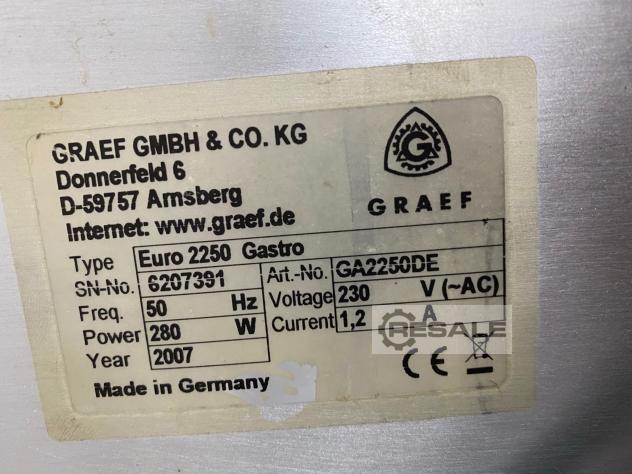 GRAEF GMBH & CO. KG
Donnerfeld 6
D-59757 Arnsberg
Internet: www.graef.de
GRAEF
Type Euro 2250 Gastro
SN-No. 6207391 Art.-No. GA2250DE
Freq. 50 Hz Voltage 230 V (~AC)
Power 280 W Current 1,2 A
Year 2007
RESALE
CE
Made in Germany